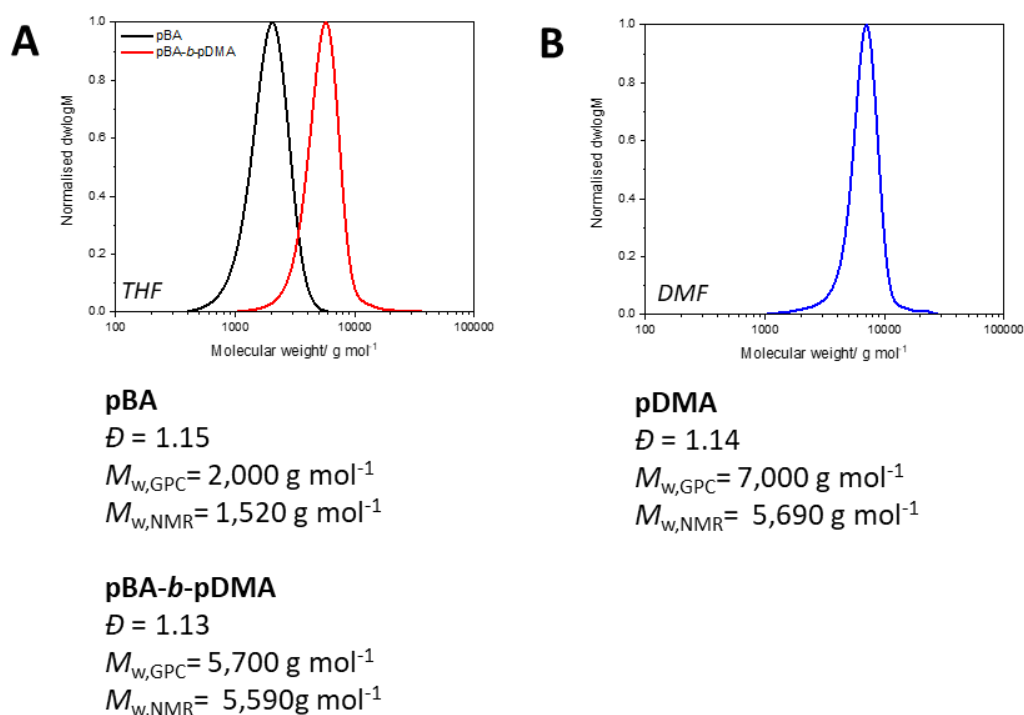 A
pBA
pBA-b-pDMA
Normalised dwlogM
1.0
0.8
0.6
0.4
0.2
0.0
THF
100
1000
10000
100000
Molecular weight/ g mol-1
pBA
Đ = 1.15
Mw,GPC= 2,000 g mol-1
Mw,NMR= 1,520 g mol-1
pBA-b-pDMA
Đ = 1.13
Mw,GPC= 5,700 g mol-1
Mw,NMR= 5,590g mol-1
B
Normalised dwlogM
1.0
0.8
0.6
0.4
0.2
0.0
DMF
100
1000
10000
100000
Molecular weight/ g mol-1
pDMA
Đ = 1.14
Mw,GPC= 7,000 g mol-1
Mw,NMR= 5,690 g mol-1